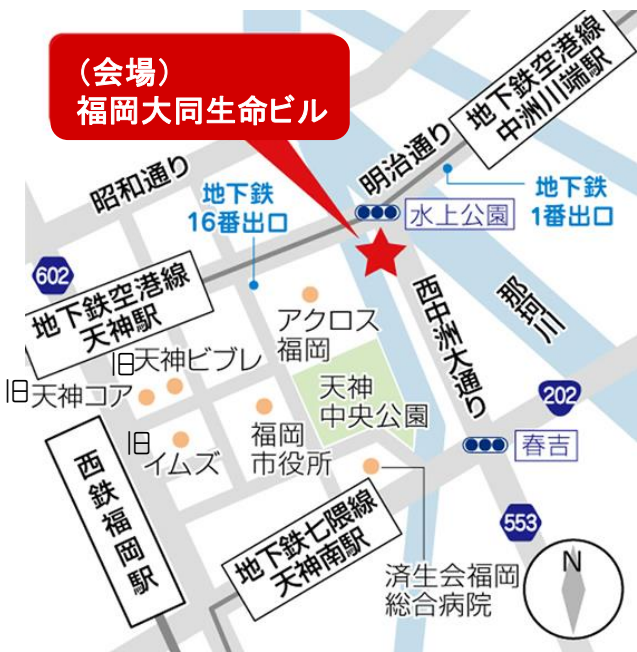 (会場)
福岡大同生命ビル
地下鉄空港線
中洲川端駅
明治通り
昭和通り
地下鉄
16番出口
地下鉄
1番出口
水上公園
602
地下鉄空港線
天神駅
西中洲大通り
那珂川
アクロス
福岡
旧天神ビブレ
旧天神コア
天神
中央公園
202
旧イムズ
福岡
市役所
春吉
西鉄福岡駅
地下鉄七隈線
天神南駅
553
済生会福岡
総合病院
N